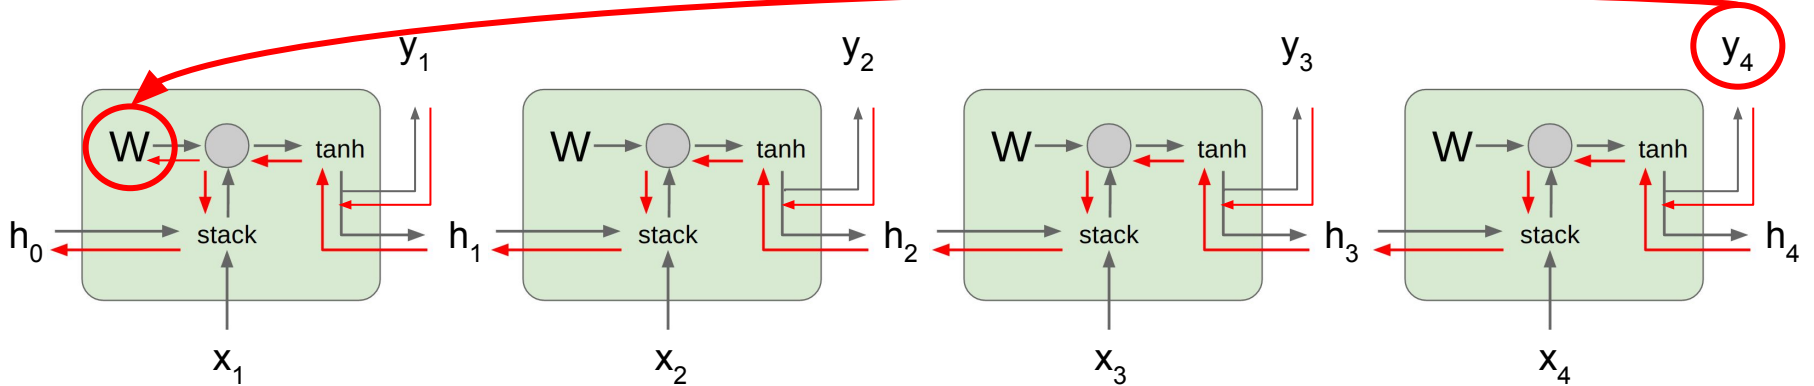 y₁ y₂ y₃ y₄
W tanh W tanh W tanh W tanh
h₀ stack h₁ stack h₂ stack h₃ stack h₄
x₁ x₂ x₃ x₄